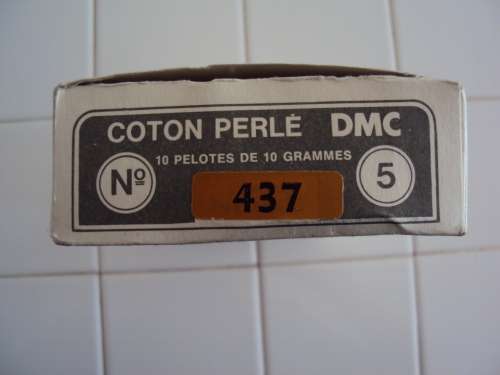 COTON PERLÉ DMC
10 PELOTES DE 10 GRAMMES
Nº 437 5